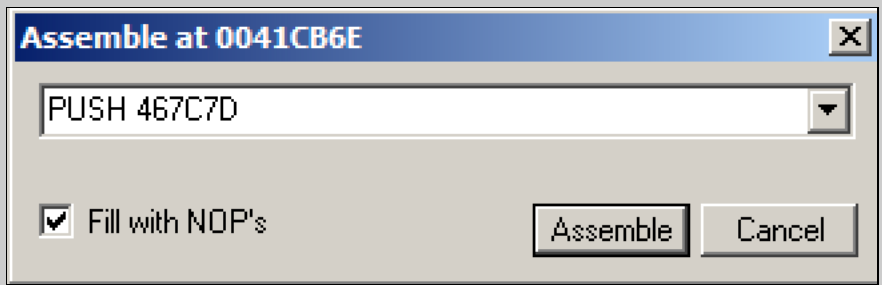 Assemble at 0041CB6E
PUSH 467C7D
Fill with NOP's
Assemble Cancel